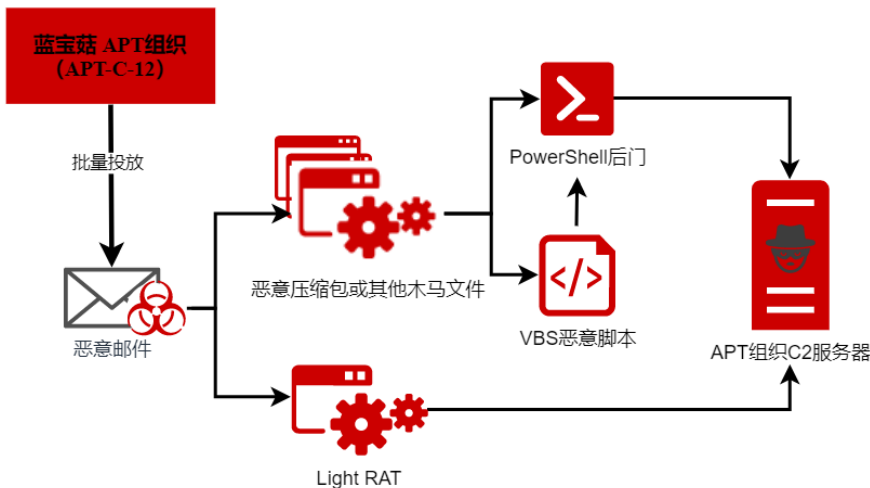 蓝宝菇 APT组织
（APT-C-12）
批量投放
恶意邮件
恶意压缩包或其他木马文件
PowerShell后门
VBS恶意脚本
APT组织C2服务器
Light RAT